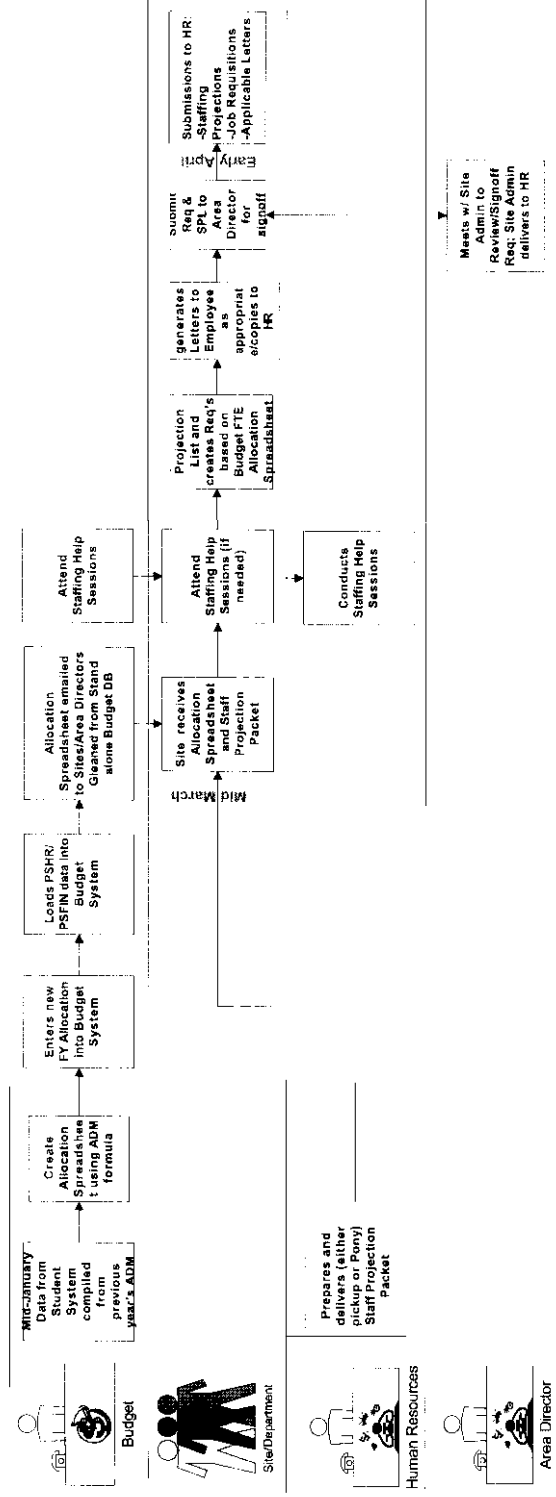 Mid-January
Data from
Student
System
compiled
from
previous
year's ADM
Create
Allocation
Spreadshee
t using ADM
formula
Enters new
FY Allocation
into Budget
System
Loads PSHR/
PSFIN data into
Budget
System
Allocation
Spreadsheet emailed
to Sites/Area Directors
Gleaned from Stand
alone Budget DB
Attend
Staffing Help
Sessions
Budget
Mid
March
Site receives
Allocation
Spreadsheet
and Staff
Projection
Packet
Attend
Staffing Help
Sessions (if
needed)
Projection
List and
creates Req's
based on
Budget FTE
Allocation
Spreadsheet
generates
Letters to
Employee
as
appropriat
e/copies to
HR
Submit
Req &
SPL to
Area
Director
for
signoff
Early April
Submissions to HR:
-Staffing
Projections
-Job Requisitions
-Applicable Letters
Site/Department
Prepares and
delivers (either
pickup or Pony)
Staff Projection
Packet
Conducts
Staffing Help
Sessions
Human Resources
Meets w/ Site
Admin to
Review/Signoff
Req; Site Admin
delivers to HR
Area Director